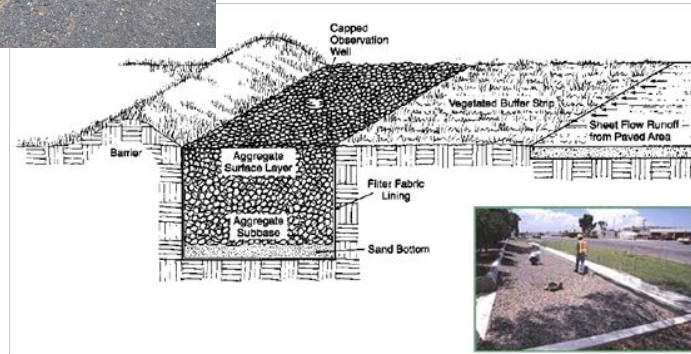 Capped
Observation
Well
Vegetated Buffer Strip
Sheet Flow Runoff
from Paved Area
Barrier
Aggregate
Surface Layer
Filter Fabric
Lining
Aggregate
Subbase
Sand Bottom